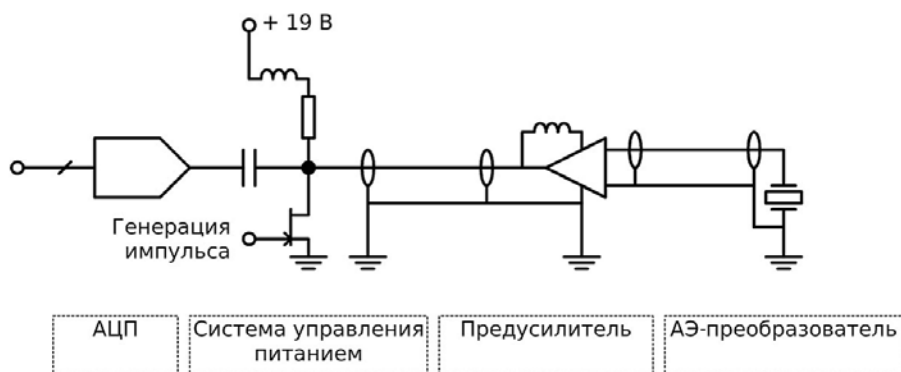 + 19 В
Генерация
импульса
АЦП
Система управления
питанием
Предусилитель
АЭ-преобразователь